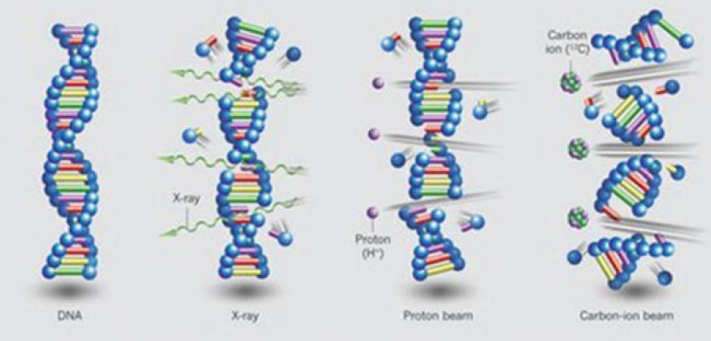 Carbon
ion (¹²C)
X-ray
Proton
(H⁺)
DNA
X-ray
Proton beam
Carbon-ion beam